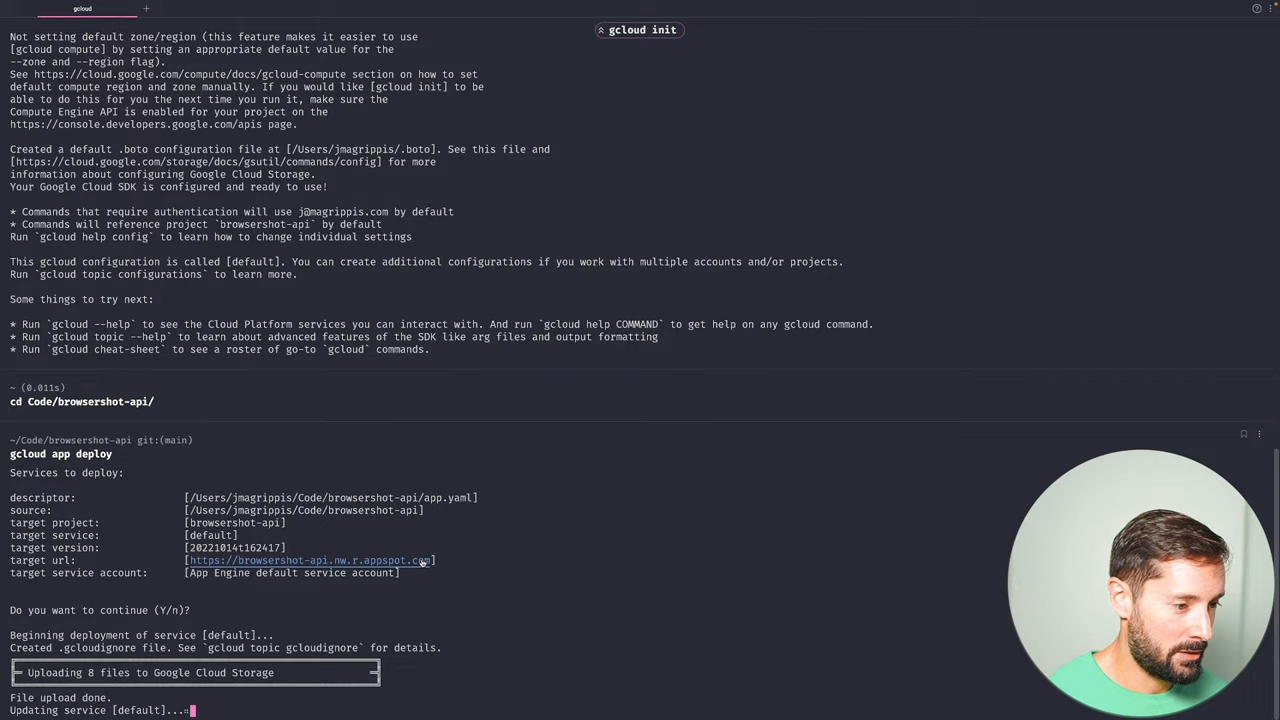 gcloud
gcloud init
Not setting default zone/region (this feature makes it easier to use
[gcloud compute] by setting an appropriate default value for the
--zone and --region flag).
See https://cloud.google.com/compute/docs/gcloud-compute section on how to set
default compute region and zone manually. If you would like [gcloud init] to be
able to do this for you the next time you run it, make sure the
Compute Engine API is enabled for your project on the
https://console.developers.google.com/apis page.
Created a default .boto configuration file at [/Users/jmagrippis/.boto]. See this file and
[https://cloud.google.com/storage/docs/gsutil/commands/config] for more
information about configuring Google Cloud Storage.
Your Google Cloud SDK is configured and ready to use!
* Commands that require authentication will use j@magrippis.com by default
* Commands will reference project `browsershot-api` by default
Run `gcloud help config` to learn how to change individual settings
This gcloud configuration is called [default]. You can create additional configurations if you work with multiple accounts and/or projects.
Run `gcloud topic configurations` to learn more.
Some things to try next:
* Run `gcloud --help` to see the Cloud Platform services you can interact with. And run `gcloud help COMMAND` to get help on any gcloud command.
* Run `gcloud topic --help` to learn about advanced features of the SDK like arg files and output formatting
* Run `gcloud cheat-sheet` to see a roster of go-to `gcloud` commands.
~ (0.011s)
cd Code/browsershot-api/
~/Code/browsershot-api git:(main)
gcloud app deploy
Services to deploy:
descriptor: [/Users/jmagrippis/Code/browsershot-api/app.yaml]
source: [/Users/jmagrippis/Code/browsershot-api]
target project: [browsershot-api]
target service: [default]
target version: [20221014t162417]
target url: [https://browsershot-api.nw.r.appspot.com]
target service account: [App Engine default service account]
Do you want to continue (Y/n)?
Beginning deployment of service [default]...
Created .gcloudignore file. See `gcloud topic gcloudignore` for details.
Uploading 8 files to Google Cloud Storage
File upload done.
Updating service [default]...